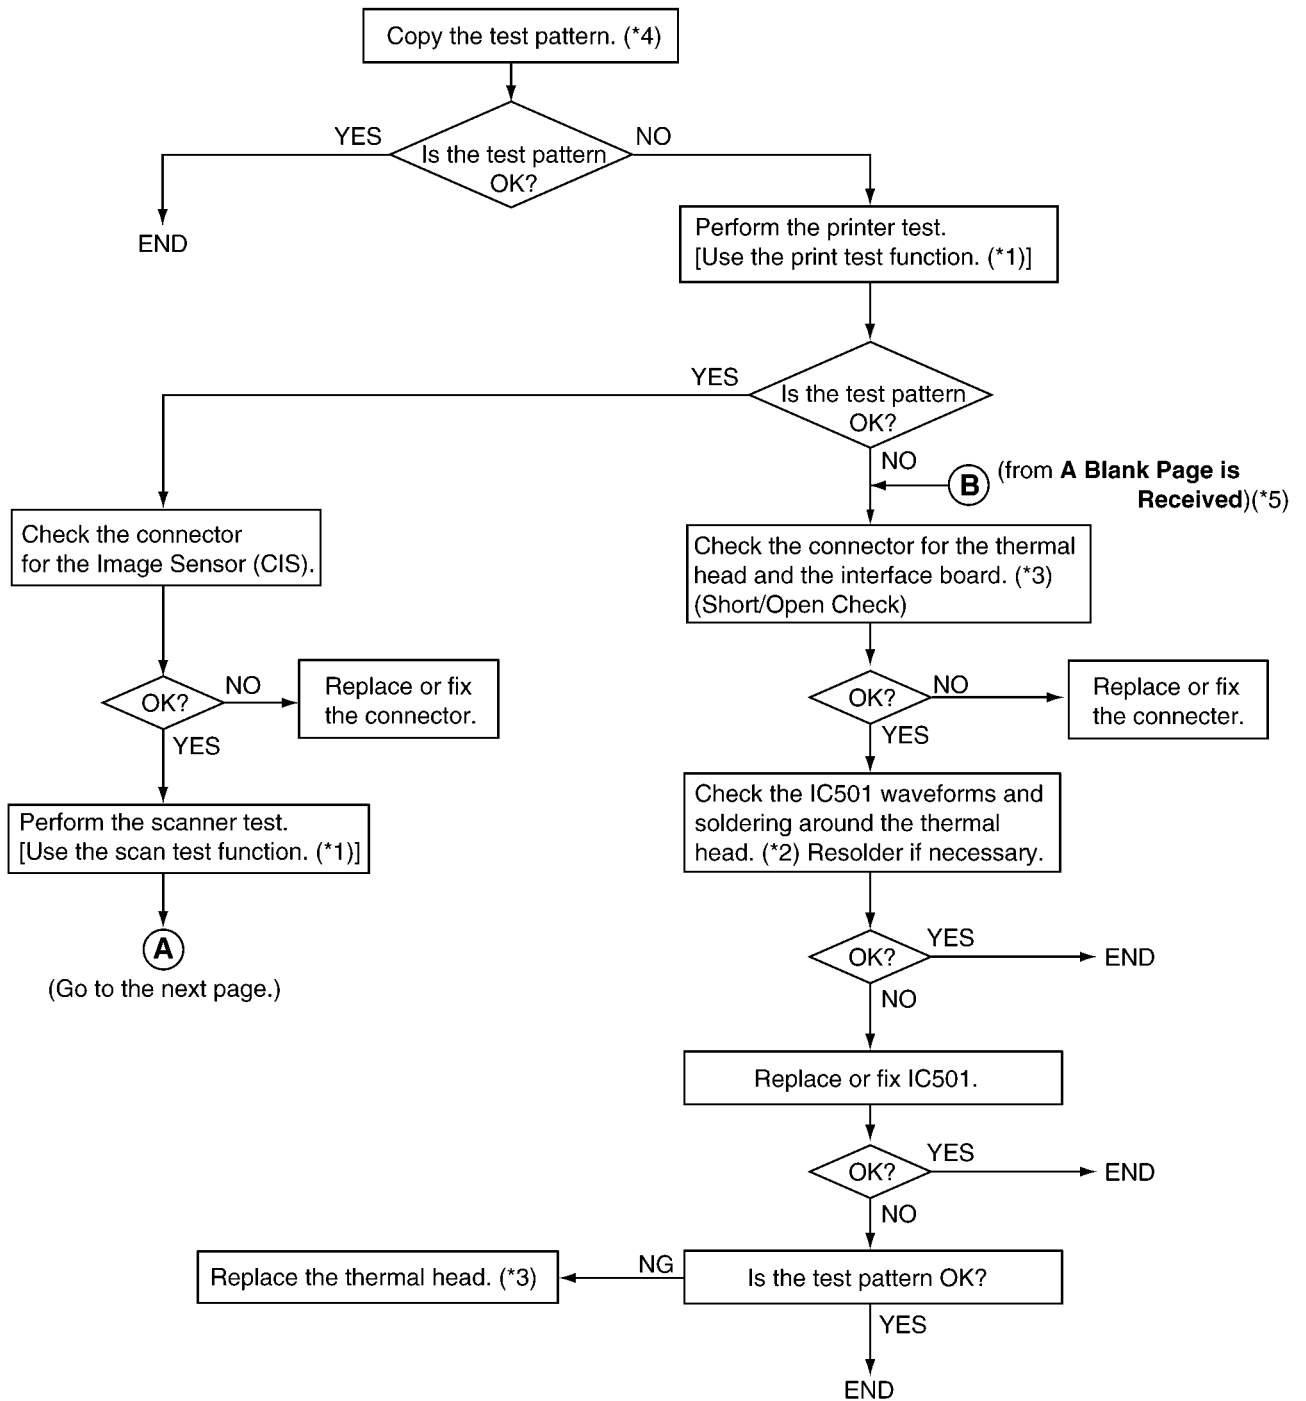 Copy the test pattern. (*4)
YES
NO
Is the test pattern
OK?
END
Perform the printer test.
[Use the print test function. (*1)]
YES
Is the test pattern
OK?
NO
B
(from A Blank Page is
Received)(*5)
Check the connector
for the Image Sensor (CIS).
Check the connector for the thermal
head and the interface board. (*3)
(Short/Open Check)
OK?
NO
Replace or fix
the connector.
YES
OK?
NO
Replace or fix
the connecter.
YES
Perform the scanner test.
[Use the scan test function. (*1)]
Check the IC501 waveforms and
soldering around the thermal
head. (*2) Resolder if necessary.
A
(Go to the next page.)
OK?
YES
END
NO
Replace or fix IC501.
OK?
YES
END
NO
Replace the thermal head. (*3)
NG
Is the test pattern OK?
YES
END